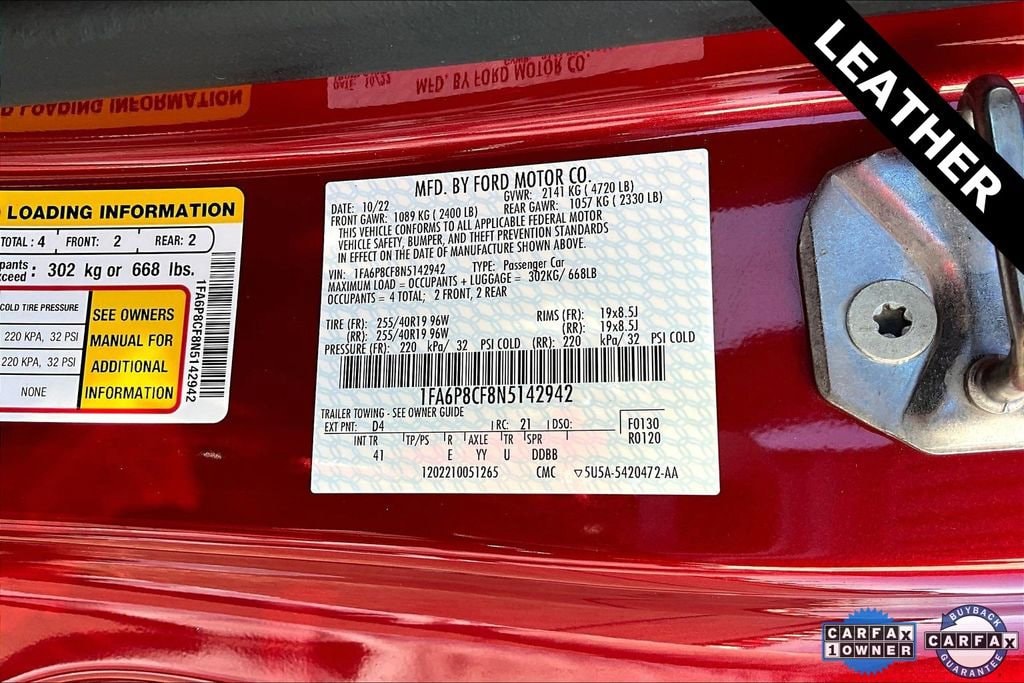 LEATHER
MFD. BY FORD MOTOR CO.
LOADING INFORMATION
TOTAL : 4 FRONT: 2 REAR: 2
302 kg or 668 lbs.
COLD TIRE PRESSURE
220 KPA, 32 PSI
220 KPA, 32 PSI
NONE
SEE OWNERS
MANUAL FOR
ADDITIONAL
INFORMATION
1FA6P8CF8N5142942
MFD. BY FORD MOTOR CO.
DATE: 10/22 GVWR: 2141 KG ( 4720 LB)
FRONT GAWR: 1089 KG ( 2400 LB) REAR GAWR: 1057 KG ( 2330 LB)
THIS VEHICLE CONFORMS TO ALL APPLICABLE FEDERAL MOTOR
VEHICLE SAFETY, BUMPER, AND THEFT PREVENTION STANDARDS
IN EFFECT ON THE DATE OF MANUFACTURE SHOWN ABOVE.
VIN: 1FA6P8CF8N5142942 TYPE: Passenger Car
MAXIMUM LOAD = OCCUPANTS + LUGGAGE = 302KG/ 668LB
OCCUPANTS = 4 TOTAL; 2 FRONT, 2 REAR
TIRE (FR): 255/40R19 96W RIMS (FR): 19x8.5J
(RR): 255/40R19 96W (RR): 19x8.5J
PRESSURE (FR): 220 kPa/ 32 PSI COLD (RR): 220 kPa/ 32 PSI COLD
1FA6P8CF8N5142942
TRAILER TOWING - SEE OWNER GUIDE
EXT PNT: D4 RC: 21 DSO: F0130
INT TR TP/PS R AXLE TR SPR R0120
41 E YY U DDBB
1202210051265 CMC ▽5U5A-5420472-AA
CARFAX
1 OWNER
BUYBACK
CARFAX
GUARANTEE